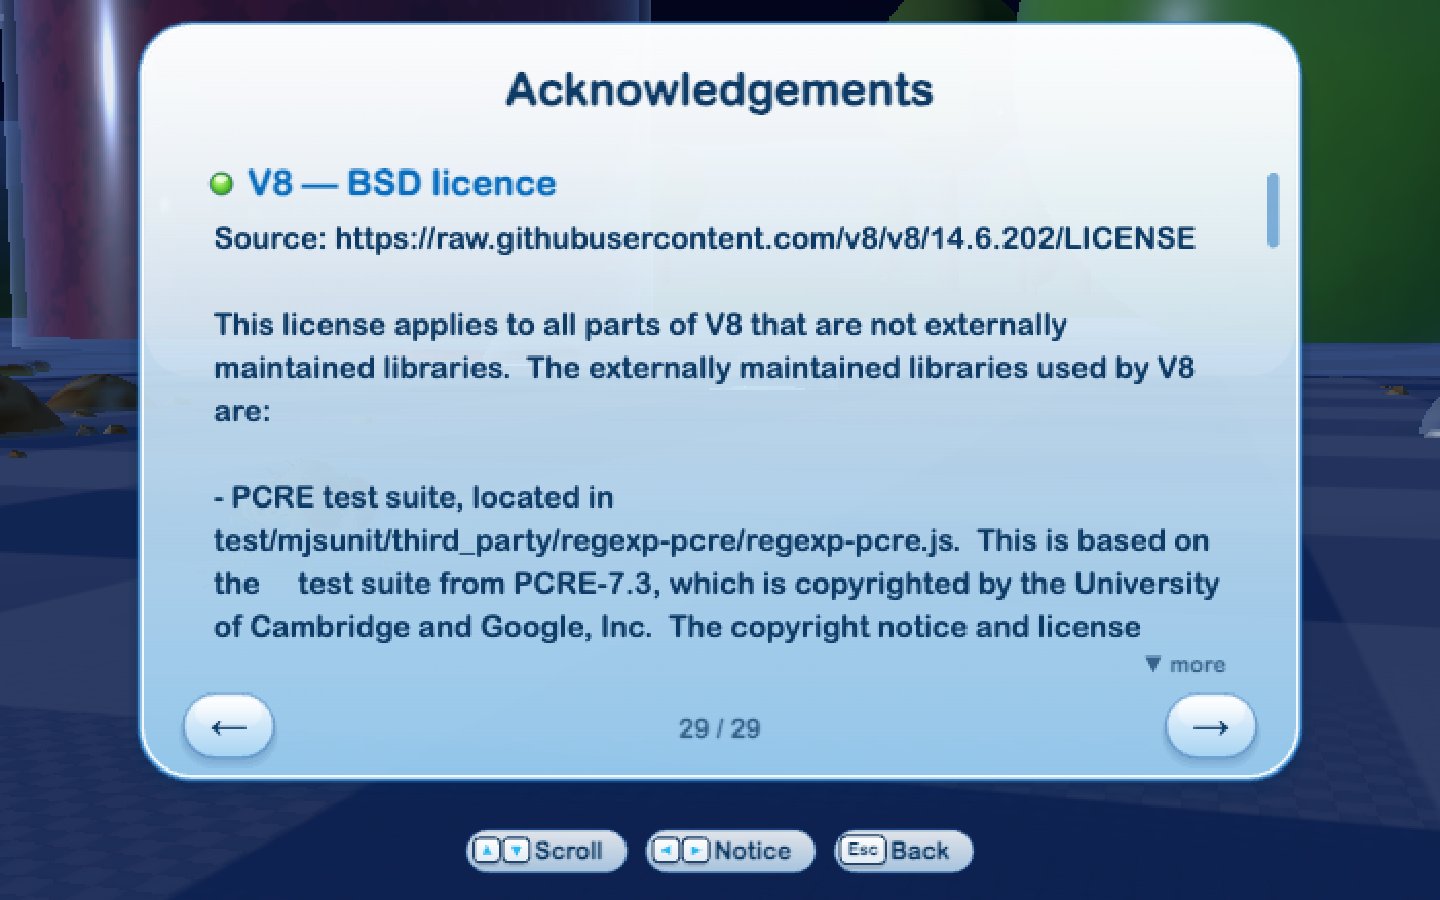 Acknowledgements
V8 — BSD licence
Source: https://raw.githubusercontent.com/v8/v8/14.6.202/LICENSE
This license applies to all parts of V8 that are not externally
maintained libraries.  The externally maintained libraries used by V8
are:
- PCRE test suite, located in
test/mjsunit/third_party/regexp-pcre/regexp-pcre.js.  This is based on
the    test suite from PCRE-7.3, which is copyrighted by the University
of Cambridge and Google, Inc.  The copyright notice and license
▼ more
← 29 / 29 →
▲ ▼ Scroll ◄ ► Notice Esc Back